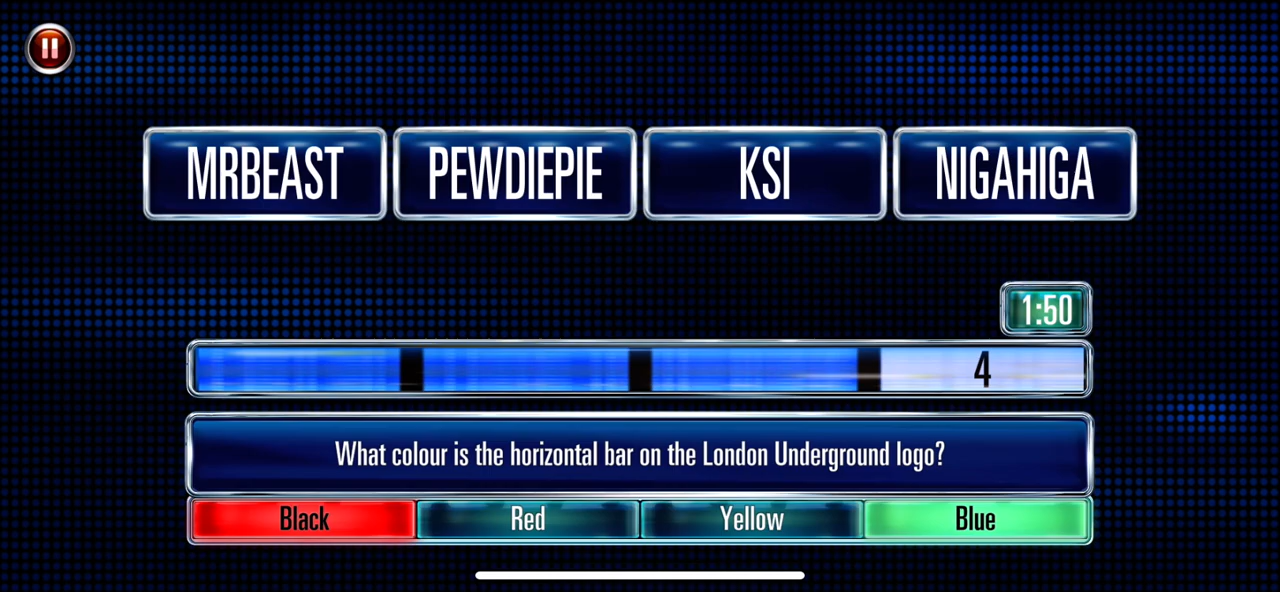 MRBEAST PEWDIEPIE KSI NIGAHIGA
1:50
4
What colour is the horizontal bar on the London Underground logo?
Black Red Yellow Blue